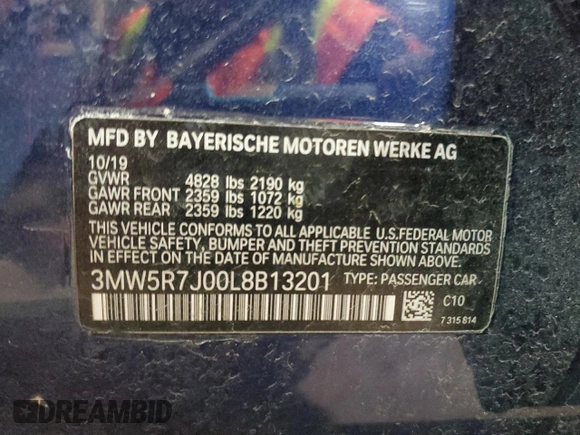 MFD BY BAYERISCHE MOTOREN WERKE AG
10/19
GVWR 4828 lbs 2190 kg
GAWR FRONT 2359 lbs 1072 kg
GAWR REAR 2359 lbs 1220 kg
THIS VEHICLE CONFORMS TO ALL APPLICABLE U.S.FEDERAL MOTOR
VEHICLE SAFETY, BUMPER AND THEFT PREVENTION STANDARDS
IN EFFECT ON THE DATE OF MANUFACTURE SHOWN ABOVE.
3MW5R7J00L8B13201 TYPE: PASSENGER CAR
C10
7 315 814
DREAMBID